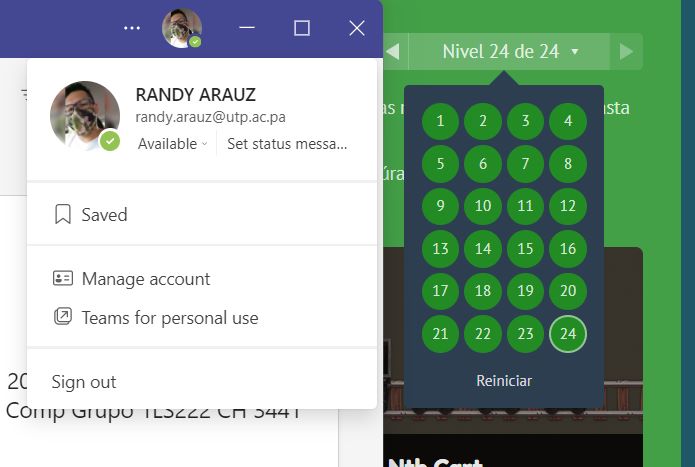 RANDY ARAUZ
randy.arauz@utp.ac.pa
Available
Set status messa...
Saved
Manage account
Teams for personal use
Sign out
20
Comp Grupo 1LS222 CH 3441
Nivel 24 de 24
as
asta
úra
1 2 3 4
5 6 7 8
9 10 11 12
13 14 15 16
17 18 19 20
21 22 23 24
Reiniciar
Nth Cart